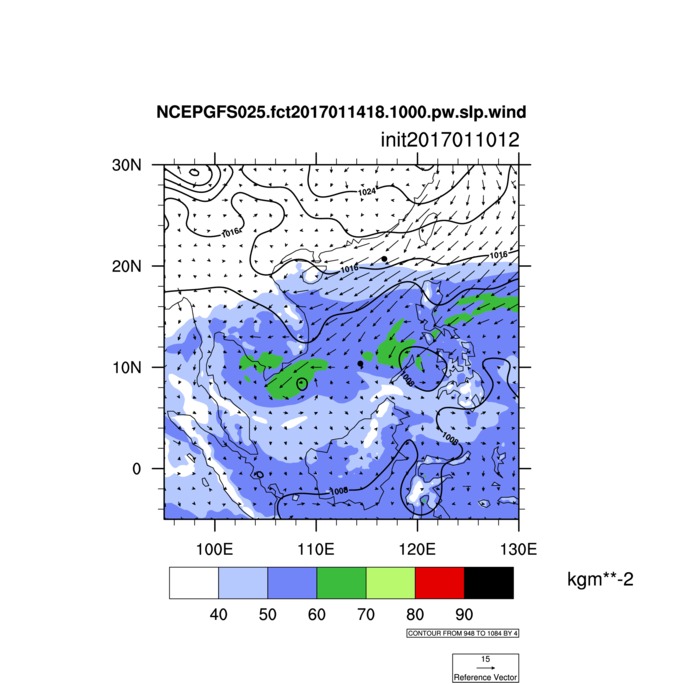 NCEPGFS025.fct2017011418.1000.pw.slp.wind
init2017011012
30N
20N
10N
0
1024
1016
1016
1016
1008
1008
1008
100E
110E
120E
130E
40
50
60
70
80
90
kgm**-2
CONTOUR FROM 948 TO 1084 BY 4
15
Reference Vector